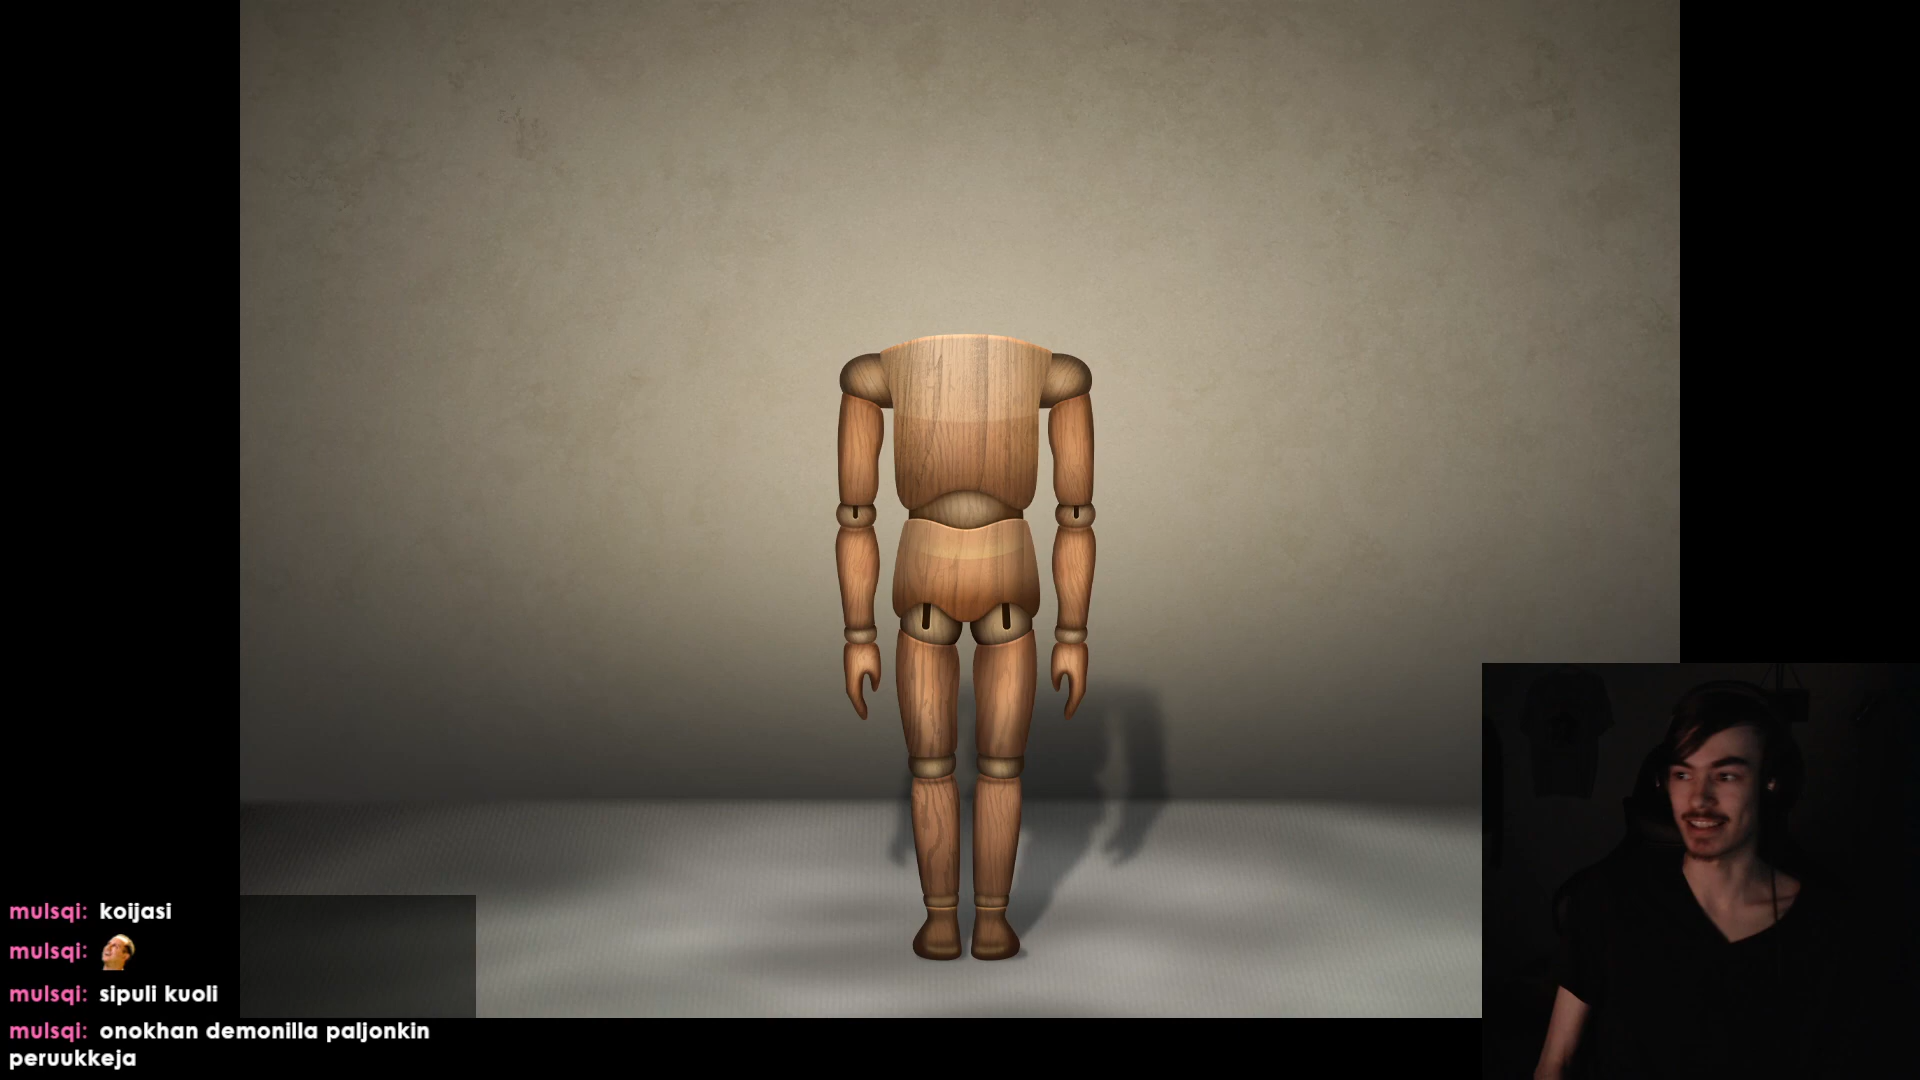 mulsqi: koijasi
mulsqi:
mulsqi: sipuli kuoli
mulsqi: onokhan demonilla paljonkin
peruukkeja